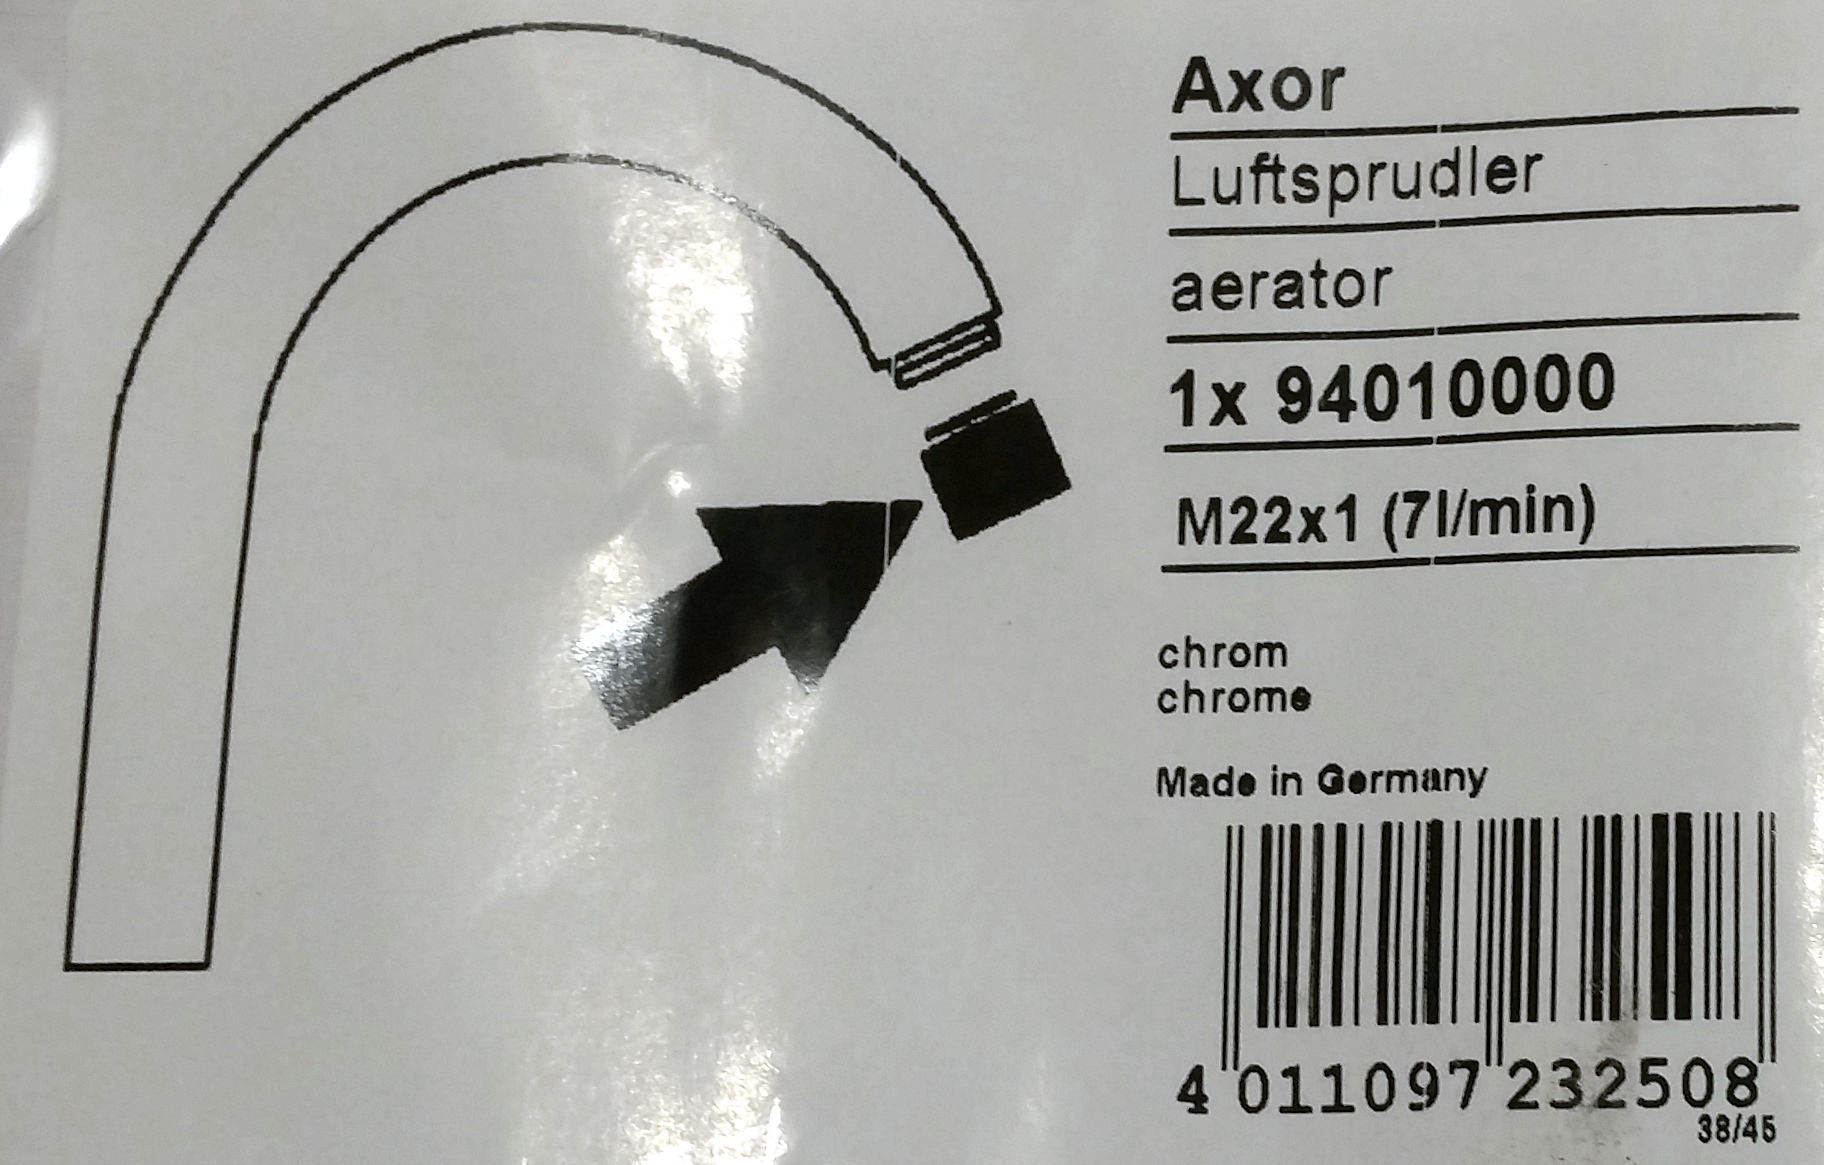 Axor
Luftsprudler
aerator
1x 94010000
M22x1 (7l/min)
chrom
chrome
Made in Germany
4 011097 232508
38/45